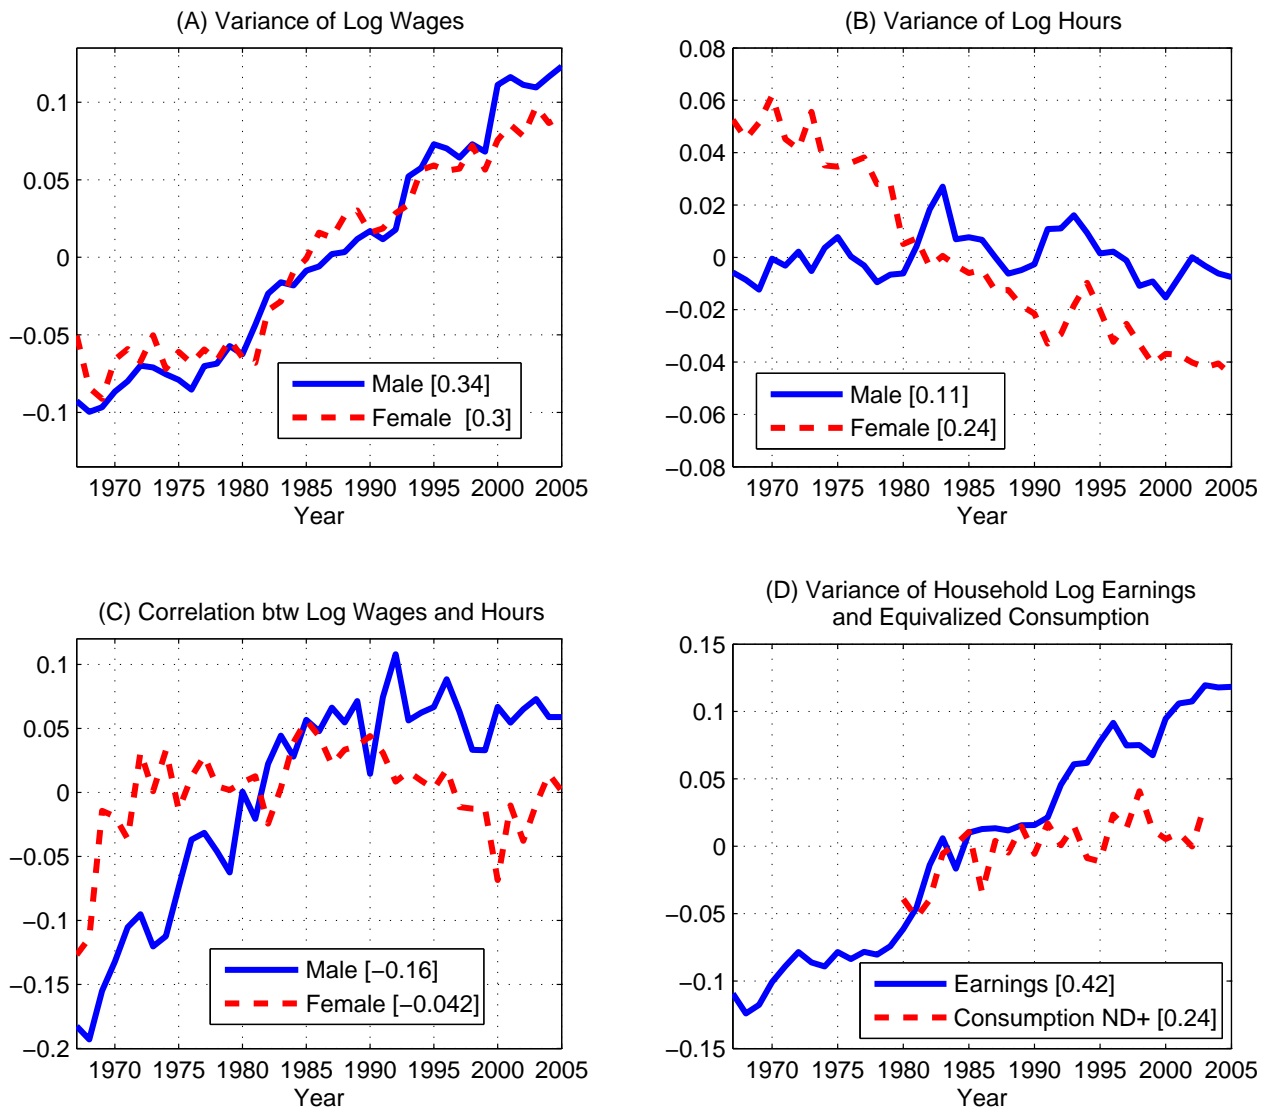 (A) Variance of Log Wages
0.1
0.05
0
−0.05
−0.1
Male [0.34]
Female [0.3]
1970 1975 1980 1985 1990 1995 2000 2005
Year
(B) Variance of Log Hours
0.08
0.06
0.04
0.02
0
−0.02
−0.04
−0.06
−0.08
Male [0.11]
Female [0.24]
1970 1975 1980 1985 1990 1995 2000 2005
Year
(C) Correlation btw Log Wages and Hours
0.1
0.05
0
−0.05
−0.1
−0.15
−0.2
Male [−0.16]
Female [−0.042]
1970 1975 1980 1985 1990 1995 2000 2005
Year
(D) Variance of Household Log Earnings
and Equivalized Consumption
0.15
0.1
0.05
0
−0.05
−0.1
−0.15
Earnings [0.42]
Consumption ND+ [0.24]
1970 1975 1980 1985 1990 1995 2000 2005
Year